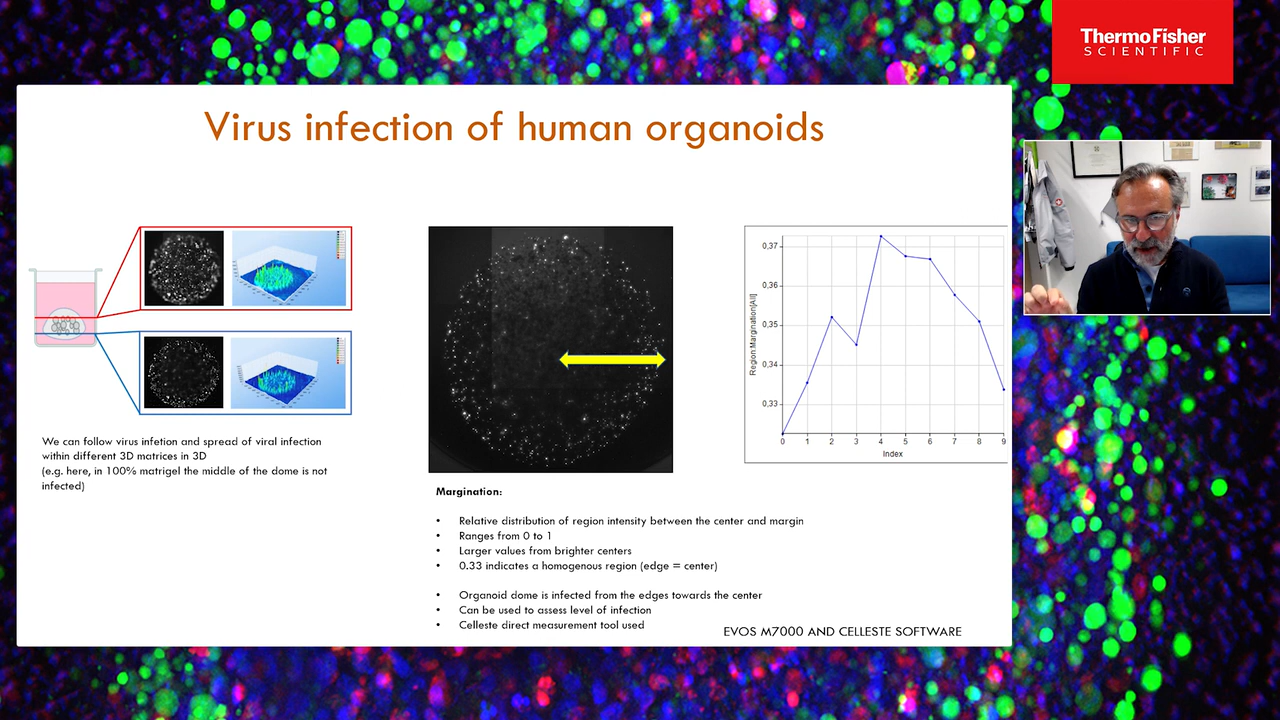 ThermoFisher
SCIENTIFIC
Virus infection of human organoids
We can follow virus infetion and spread of viral infection
within different 3D matrices in 3D
(e.g. here, in 100% matrigel the middle of the dome is not
infected)
0,37
0,36
0,35
0,34
0,33
Region Margination[All]
0 1 2 3 4 5 6 7 8 9
Index
Margination:
• Relative distribution of region intensity between the center and margin
• Ranges from 0 to 1
• Larger values from brighter centers
• 0.33 indicates a homogenous region (edge = center)
• Organoid dome is infected from the edges towards the center
• Can be used to assess level of infection
• Celleste direct measurement tool used
EVOS M7000 AND CELLESTE SOFTWARE